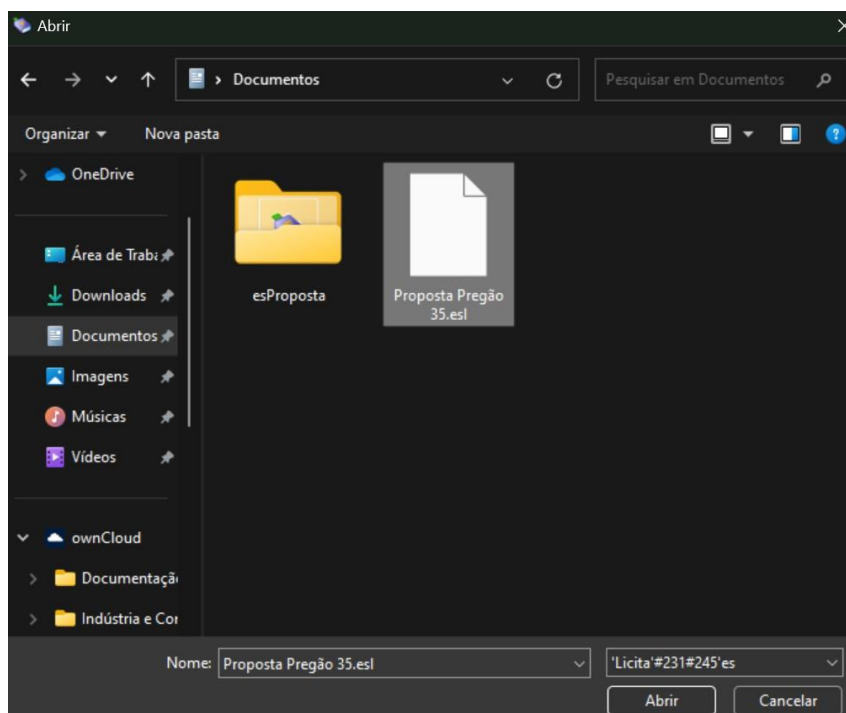 Abrir
Documentos
Pesquisar em Documentos
Organizar
Nova pasta
OneDrive
Área de Traba
Downloads
Documentos
Imagens
Músicas
Vídeos
ownCloud
Documentaçã
Indústria e Cor
esProposta
Proposta Pregão
35.esl
Nome: Proposta Pregão 35.esl
'Licita'#231#245'es
Abrir
Cancelar